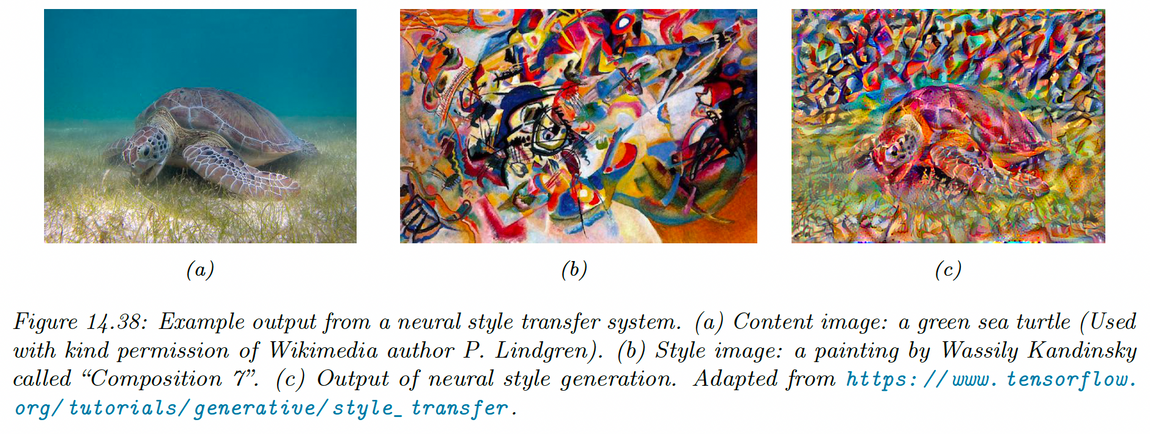 (a)
(b)
(c)
Figure 14.38: Example output from a neural style transfer system. (a) Content image: a green sea turtle (Used
with kind permission of Wikimedia author P. Lindgren). (b) Style image: a painting by Wassily Kandinsky
called “Composition 7”. (c) Output of neural style generation. Adapted from https://www.tensorflow.
org/tutorials/generative/style_transfer.